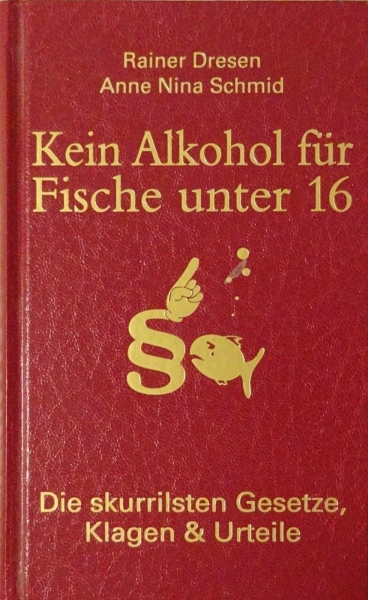 Rainer Dresen
Anne Nina Schmid
Kein Alkohol für
Fische unter 16
§
Die skurrilsten Gesetze,
Klagen & Urteile